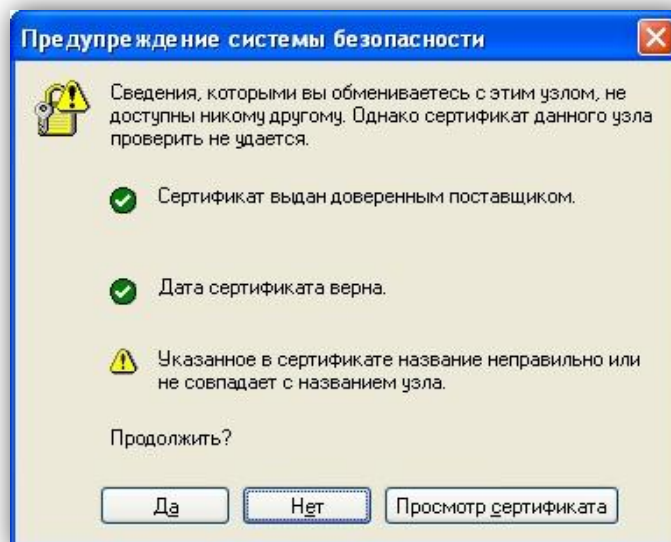 Предупреждение системы безопасности
Сведения, которыми вы обмениваетесь с этим узлом, не
доступны никому другому. Однако сертификат данного узла
проверить не удается.
Сертификат выдан доверенным поставщиком.
Дата сертификата верна.
Указанное в сертификате название неправильно или
не совпадает с названием узла.
Продолжить?
Да Нет Просмотр сертификата